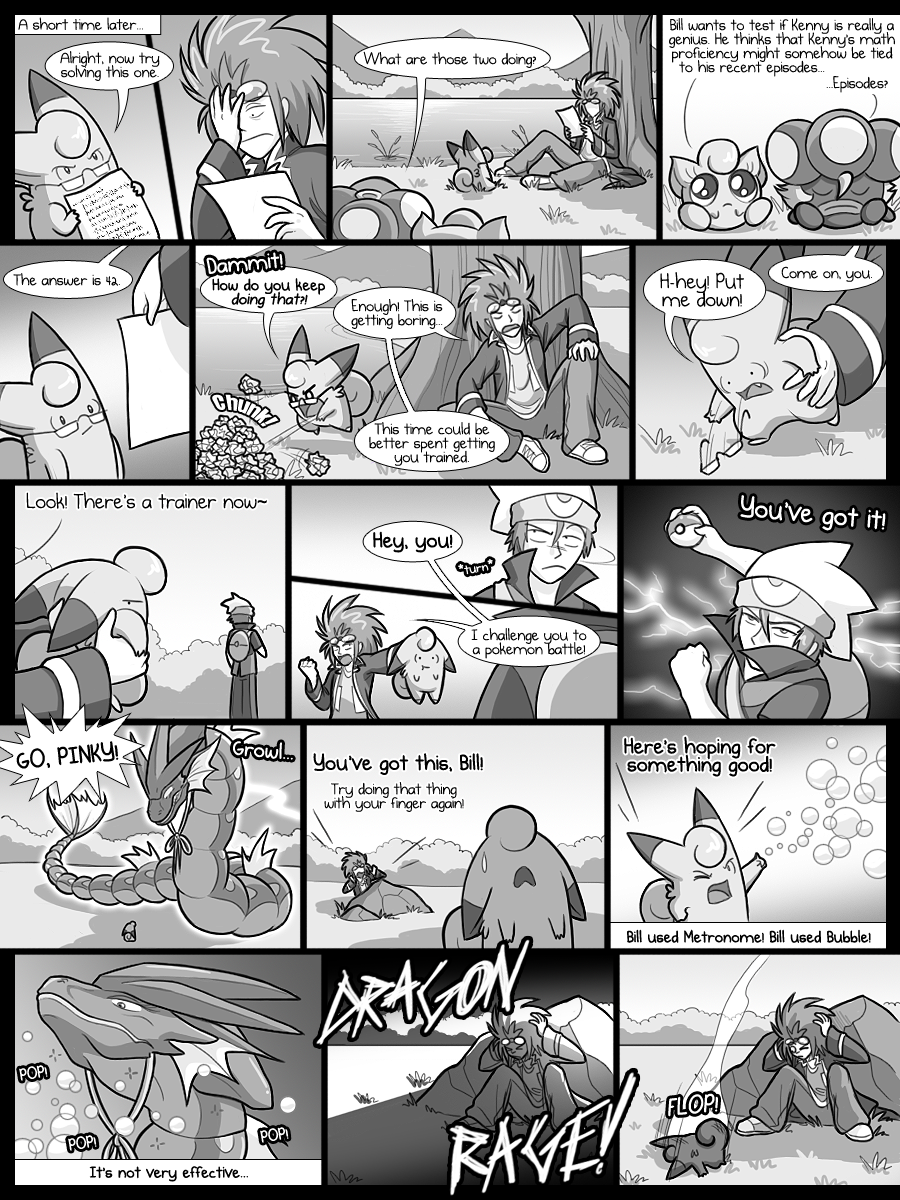 A short time later...
Alright, now try
solving this one.
What are those two doing?
Bill wants to test if Kenny is really a
genius. He thinks that Kenny's math
proficiency might somehow be tied
to his recent episodes...
...Episodes?
The answer is 42.
Dammit!
How do you keep
doing that?!
Enough! This is
getting boring...
chunk!
This time could be
better spent getting
you trained.
H-hey! Put
me down!
Come on, you.
Look! There's a trainer now~
Hey, you!
*turn*
I challenge you to
a pokemon battle!
You've got it!
GO, PINKY!
Growl...
You've got this, Bill!
Try doing that thing
with your finger again!
Here's hoping for
something good!
Bill used Metronome! Bill used Bubble!
POP!
POP!
POP!
It's not very effective...
DRAGON
RAGE!
FLOP!